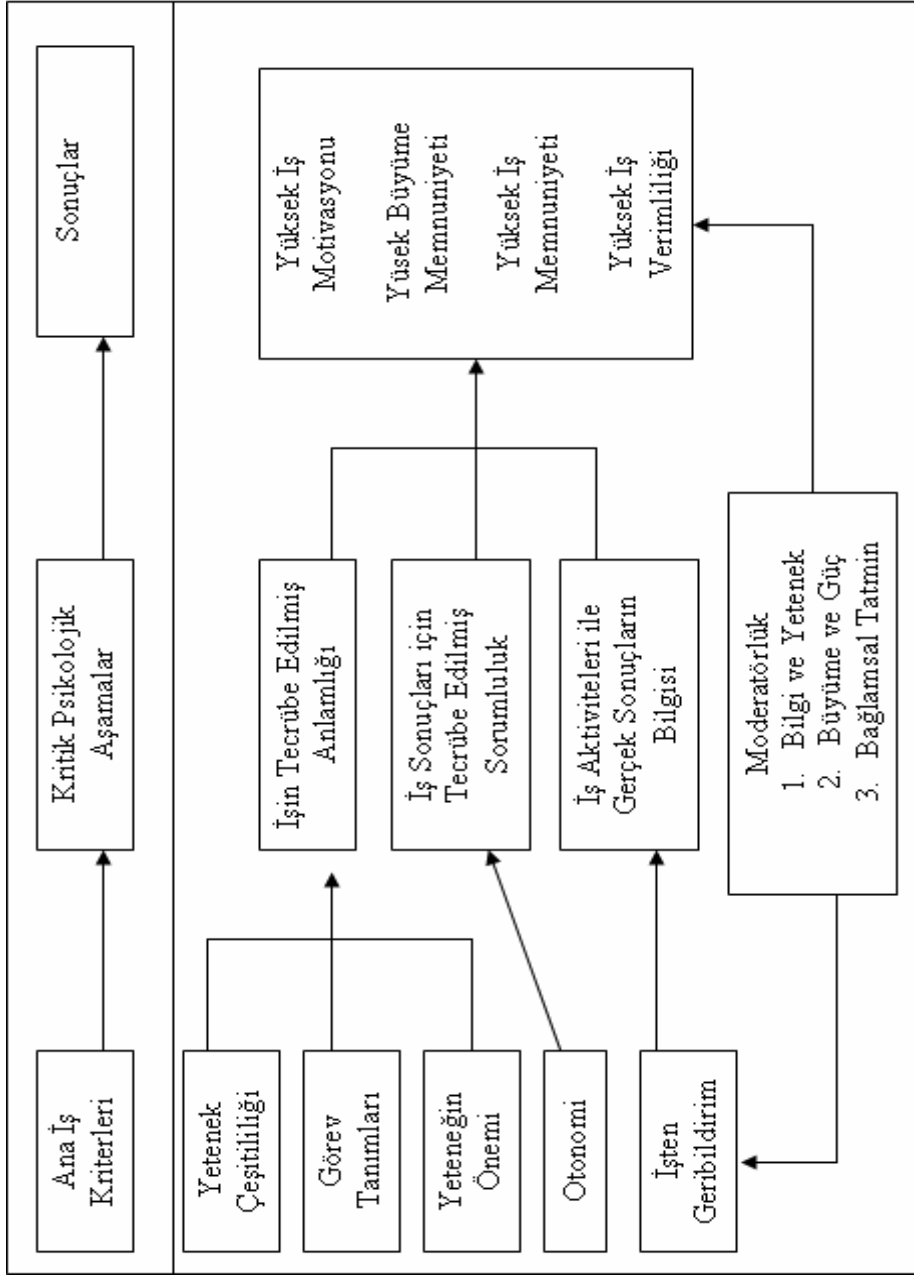 Ana İş
Kriterleri
Kritik Psikolojik
Aşamalar
Sonuçlar
Yetenek
Çeşitililiği
Görev
Tanımları
Yeteneğin
Önemi
Otonomi
İşten
Geribildirim
İşin Tecrübe Edilmiş
Anlamlığı
İş Sonuçları için
Tecrübe Edilmiş
Sorumluluk
İş Aktiviteleri ile
Gerçek Sonuçların
Bilgisi
Yüksek İş
Motivasyonu
Yüsek Büyüme
Memnuniyeti
Yüksek İş
Memnuniyeti
Yüksek İş
Verimliliği
Moderatörlük
1. Bilgi ve Yetenek
2. Büyüme ve Güç
3. Bağlamsal Tatmin